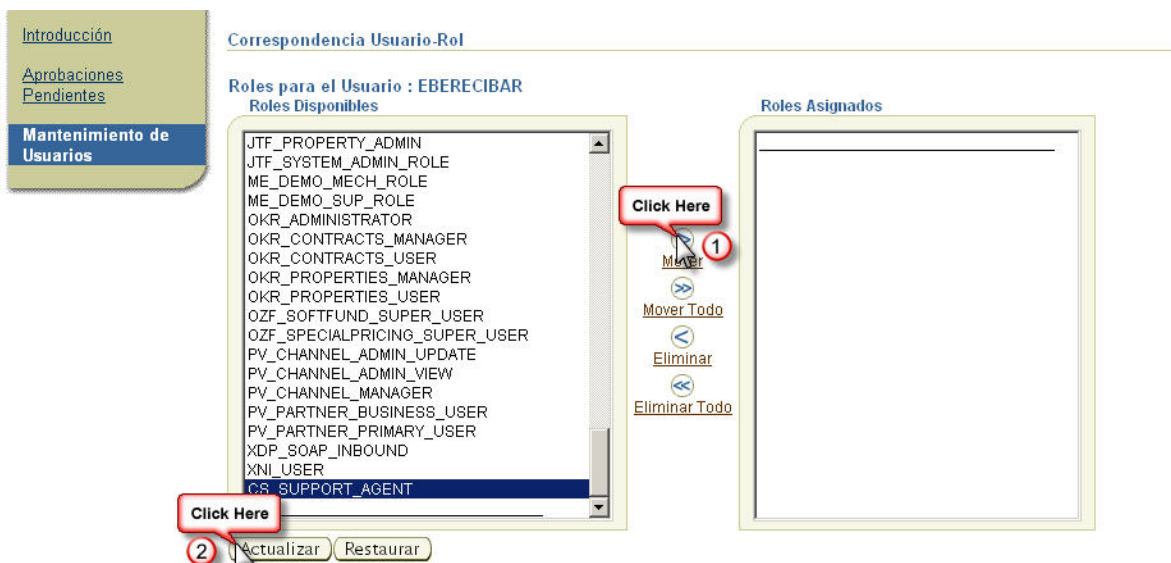 Introducción
Aprobaciones
Pendientes
Mantenimiento de
Usuarios
Correspondencia Usuario-Rol
Roles para el Usuario : EBERECIBAR
Roles Disponibles
Roles Asignados
JTF_PROPERTY_ADMIN
JTF_SYSTEM_ADMIN_ROLE
ME_DEMO_MECH_ROLE
ME_DEMO_SUP_ROLE
OKR_ADMINISTRATOR
OKR_CONTRACTS_MANAGER
OKR_CONTRACTS_USER
OKR_PROPERTIES_MANAGER
OKR_PROPERTIES_USER
OZF_SOFTFUND_SUPER_USER
OZF_SPECIALPRICING_SUPER_USER
PV_CHANNEL_ADMIN_UPDATE
PV_CHANNEL_ADMIN_VIEW
PV_CHANNEL_MANAGER
PV_PARTNER_BUSINESS_USER
PV_PARTNER_PRIMARY_USER
XDP_SOAP_INBOUND
XNI_USER
CS_SUPPORT_AGENT
Click Here
1
Mover
Mover Todo
Eliminar
Eliminar Todo
Click Here
2
Actualizar Restaurar